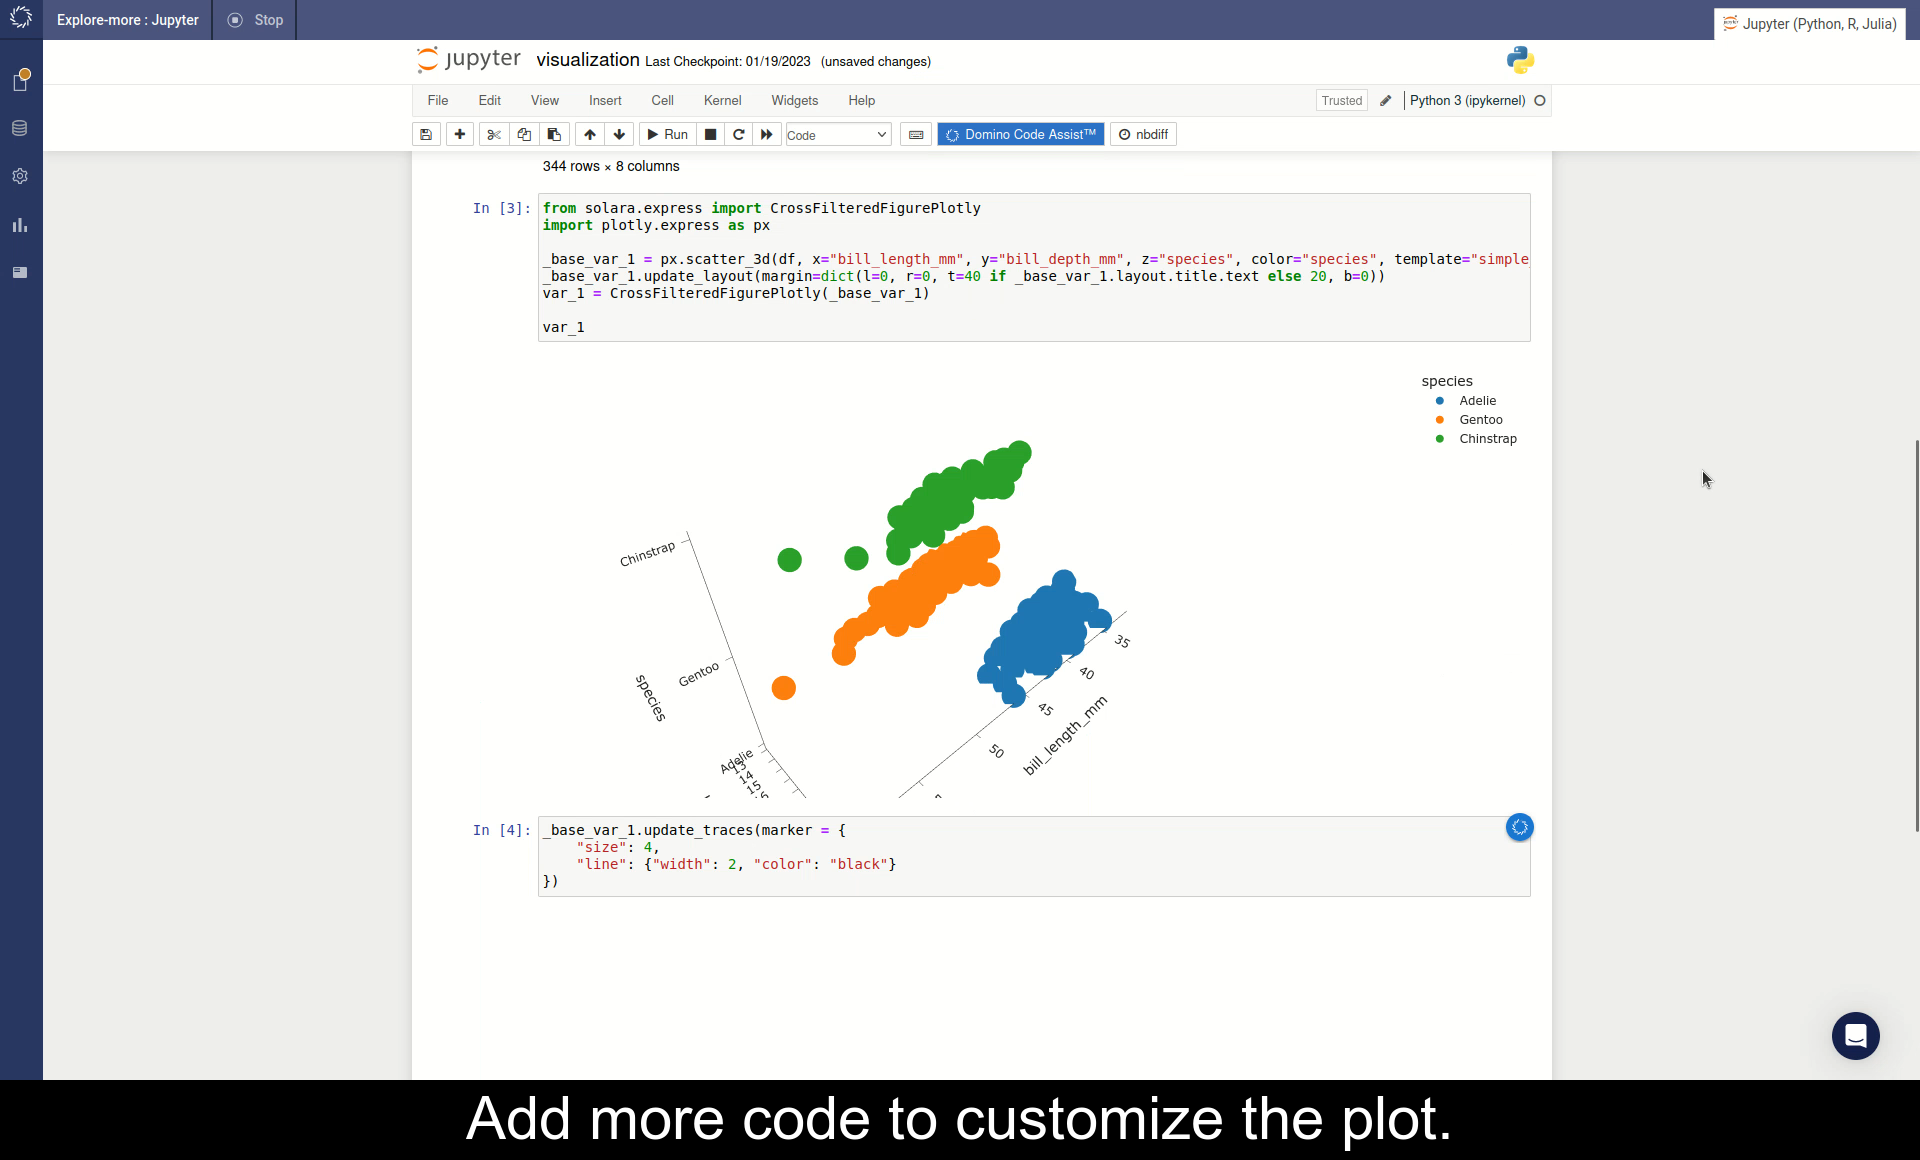 Explore-more : Jupyter
Stop
Jupyter (Python, R, Julia)
jupyter visualization Last Checkpoint: 01/19/2023 (unsaved changes)
File Edit View Insert Cell Kernel Widgets Help Trusted Python 3 (ipykernel)
Run Code Domino Code Assist™ nbdiff
344 rows × 8 columns
In [3]:
from solara.express import CrossFilteredFigurePlotly
import plotly.express as px
_base_var_1 = px.scatter_3d(df, x="bill_length_mm", y="bill_depth_mm", z="species", color="species", template="simple_
_base_var_1.update_layout(margin=dict(l=0, r=0, t=40 if _base_var_1.layout.title.text else 20, b=0))
var_1 = CrossFilteredFigurePlotly(_base_var_1)
var_1
species
Adelie
Gentoo
Chinstrap
Chinstrap
Gentoo
species
Adelie
13
14
15
35
40
45
50
bill_length_mm
In [4]:
_base_var_1.update_traces(marker = {
"size": 4,
"line": {"width": 2, "color": "black"}
})
Add more code to customize the plot.